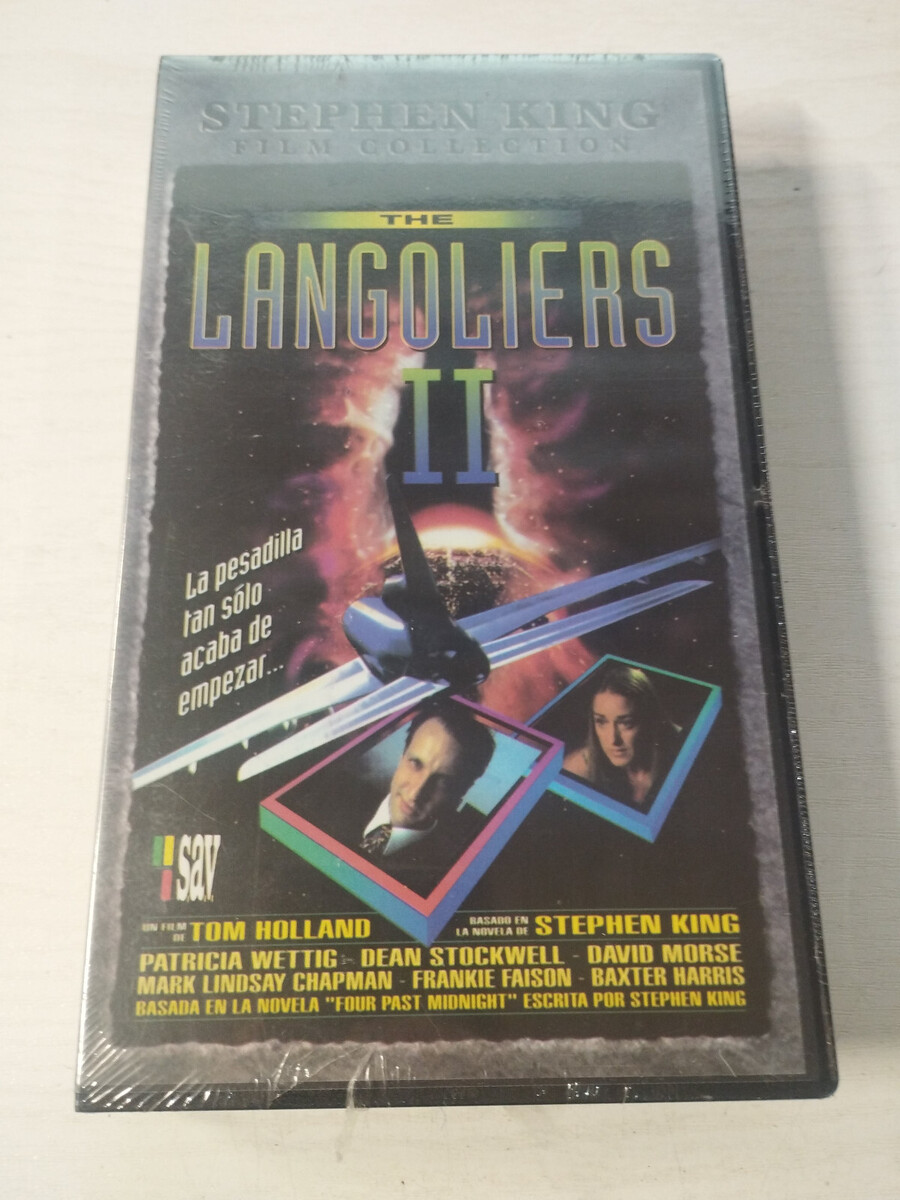 STEPHEN KING
FILM COLLECTION
THE
LANGOLIERS
II
La pesadilla
tan sólo
acaba de
empezar...
s.a.v.
UN FILM DE TOM HOLLAND
BASADO EN LA NOVELA DE STEPHEN KING
PATRICIA WETTIG - DEAN STOCKWELL - DAVID MORSE
MARK LINDSAY CHAPMAN - FRANKIE FAISON - BAXTER HARRIS
BASADA EN LA NOVELA "FOUR PAST MIDNIGHT" ESCRITA POR STEPHEN KING